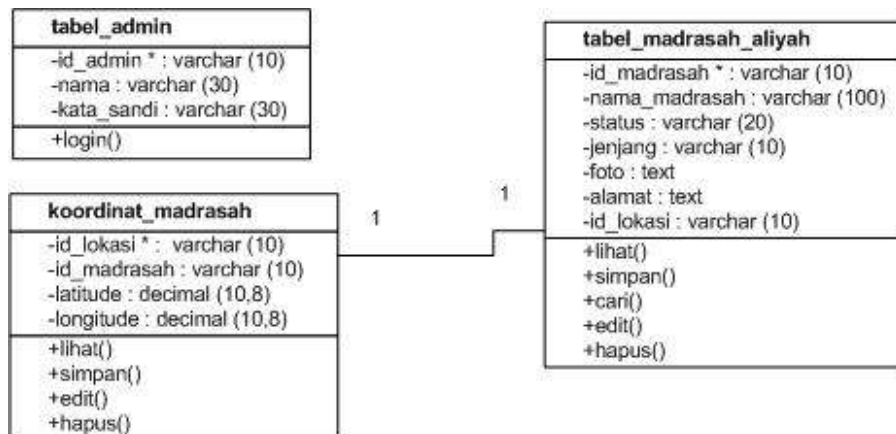 tabel_admin
-id_admin * : varchar (10)
-nama : varchar (30)
-kata_sandi : varchar (30)
+login()
koordinat_madrasah
-id_lokasi * : varchar (10)
-id_madrasah : varchar (10)
-latitude : decimal (10,8)
-longitude : decimal (10,8)
+lihat()
+simpan()
+edit()
+hapus()
1
1
tabel_madrasah_aliyah
-id_madrasah * : varchar (10)
-nama_madrasah : varchar (100)
-status : varchar (20)
-jenjang : varchar (10)
-foto : text
-alamat : text
-id_lokasi : varchar (10)
+lihat()
+simpan()
+cari()
+edit()
+hapus()